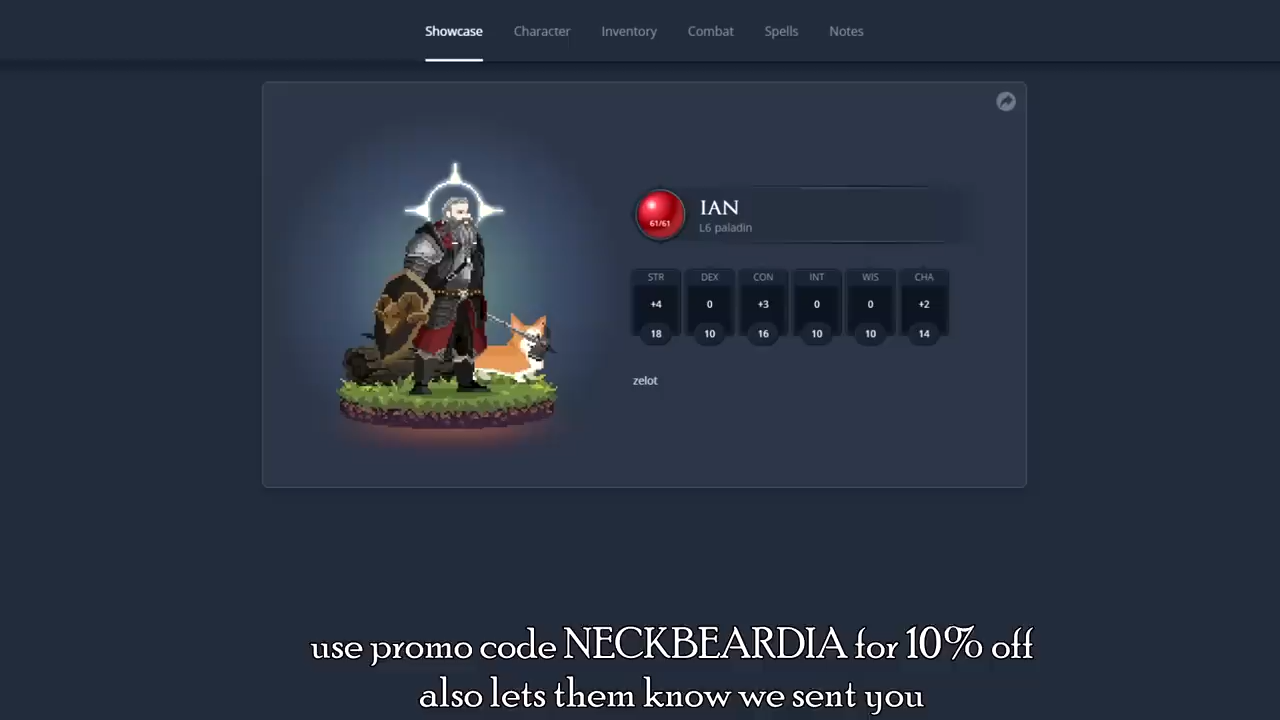 Showcase Character Inventory Combat Spells Notes
61/61
IAN
L6 paladin
STR DEX CON INT WIS CHA
+4 0 +3 0 0 +2
18 10 16 10 10 14
zelot
use promo code NECKBEARDIA for 10% off
also lets them know we sent you